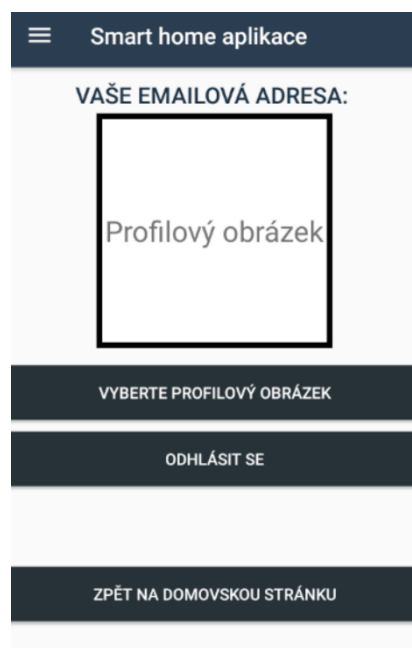 Smart home aplikace
VAŠE EMAILOVÁ ADRESA:
Profilový obrázek
VYBERTE PROFILOVÝ OBRÁZEK
ODHLÁSIT SE
ZPĚT NA DOMOVSKOU STRÁNKU